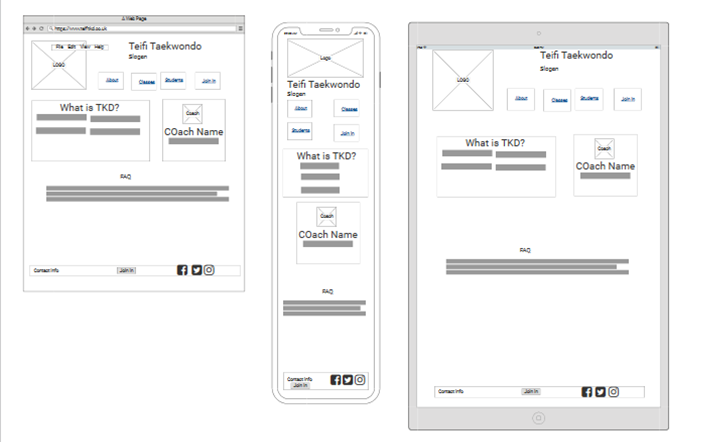 A Web Page
https://www.teifitkd.co.uk
File Edit View Help
LOGO
Teifi Taekwondo
Slogan
About
Classes
Students
Join In
What is TKD?
Coach
COach Name
FAQ
Contact Info
Join In
Logo
Teifi Taekwondo
Slogan
About
Classes
Students
Join In
What is TKD?
Coach
COach Name
FAQ
Contact Info
Join In
LOGO
Teifi Taekwondo
Slogan
About
Classes
Students
Join In
What is TKD?
Coach
COach Name
FAQ
Contact Info
Join In